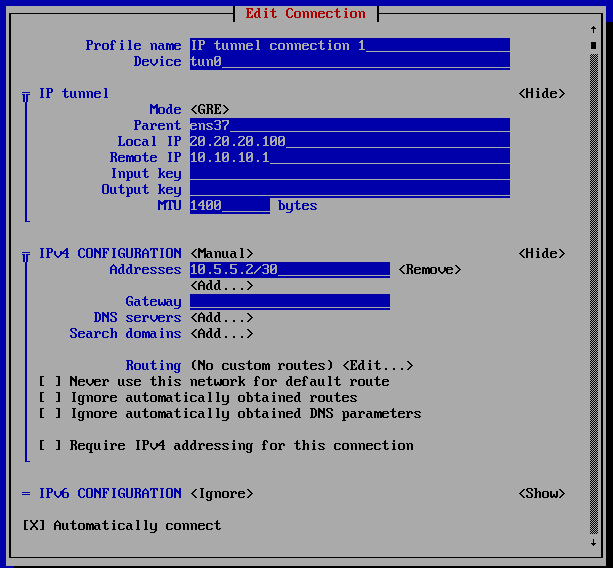 Edit Connection
Profile name IP tunnel connection 1
Device tun0
IP tunnel <Hide>
Mode <GRE>
Parent ens37
Local IP 20.20.20.100
Remote IP 10.10.10.1
Input key
Output key
MTU 1400 bytes
IPv4 CONFIGURATION <Manual> <Hide>
Addresses 10.5.5.2/30 <Remove>
<Add...>
Gateway
DNS servers <Add...>
Search domains <Add...>
Routing (No custom routes) <Edit...>
[ ] Never use this network for default route
[ ] Ignore automatically obtained routes
[ ] Ignore automatically obtained DNS parameters
[ ] Require IPv4 addressing for this connection
= IPv6 CONFIGURATION <Ignore> <Show>
[X] Automatically connect